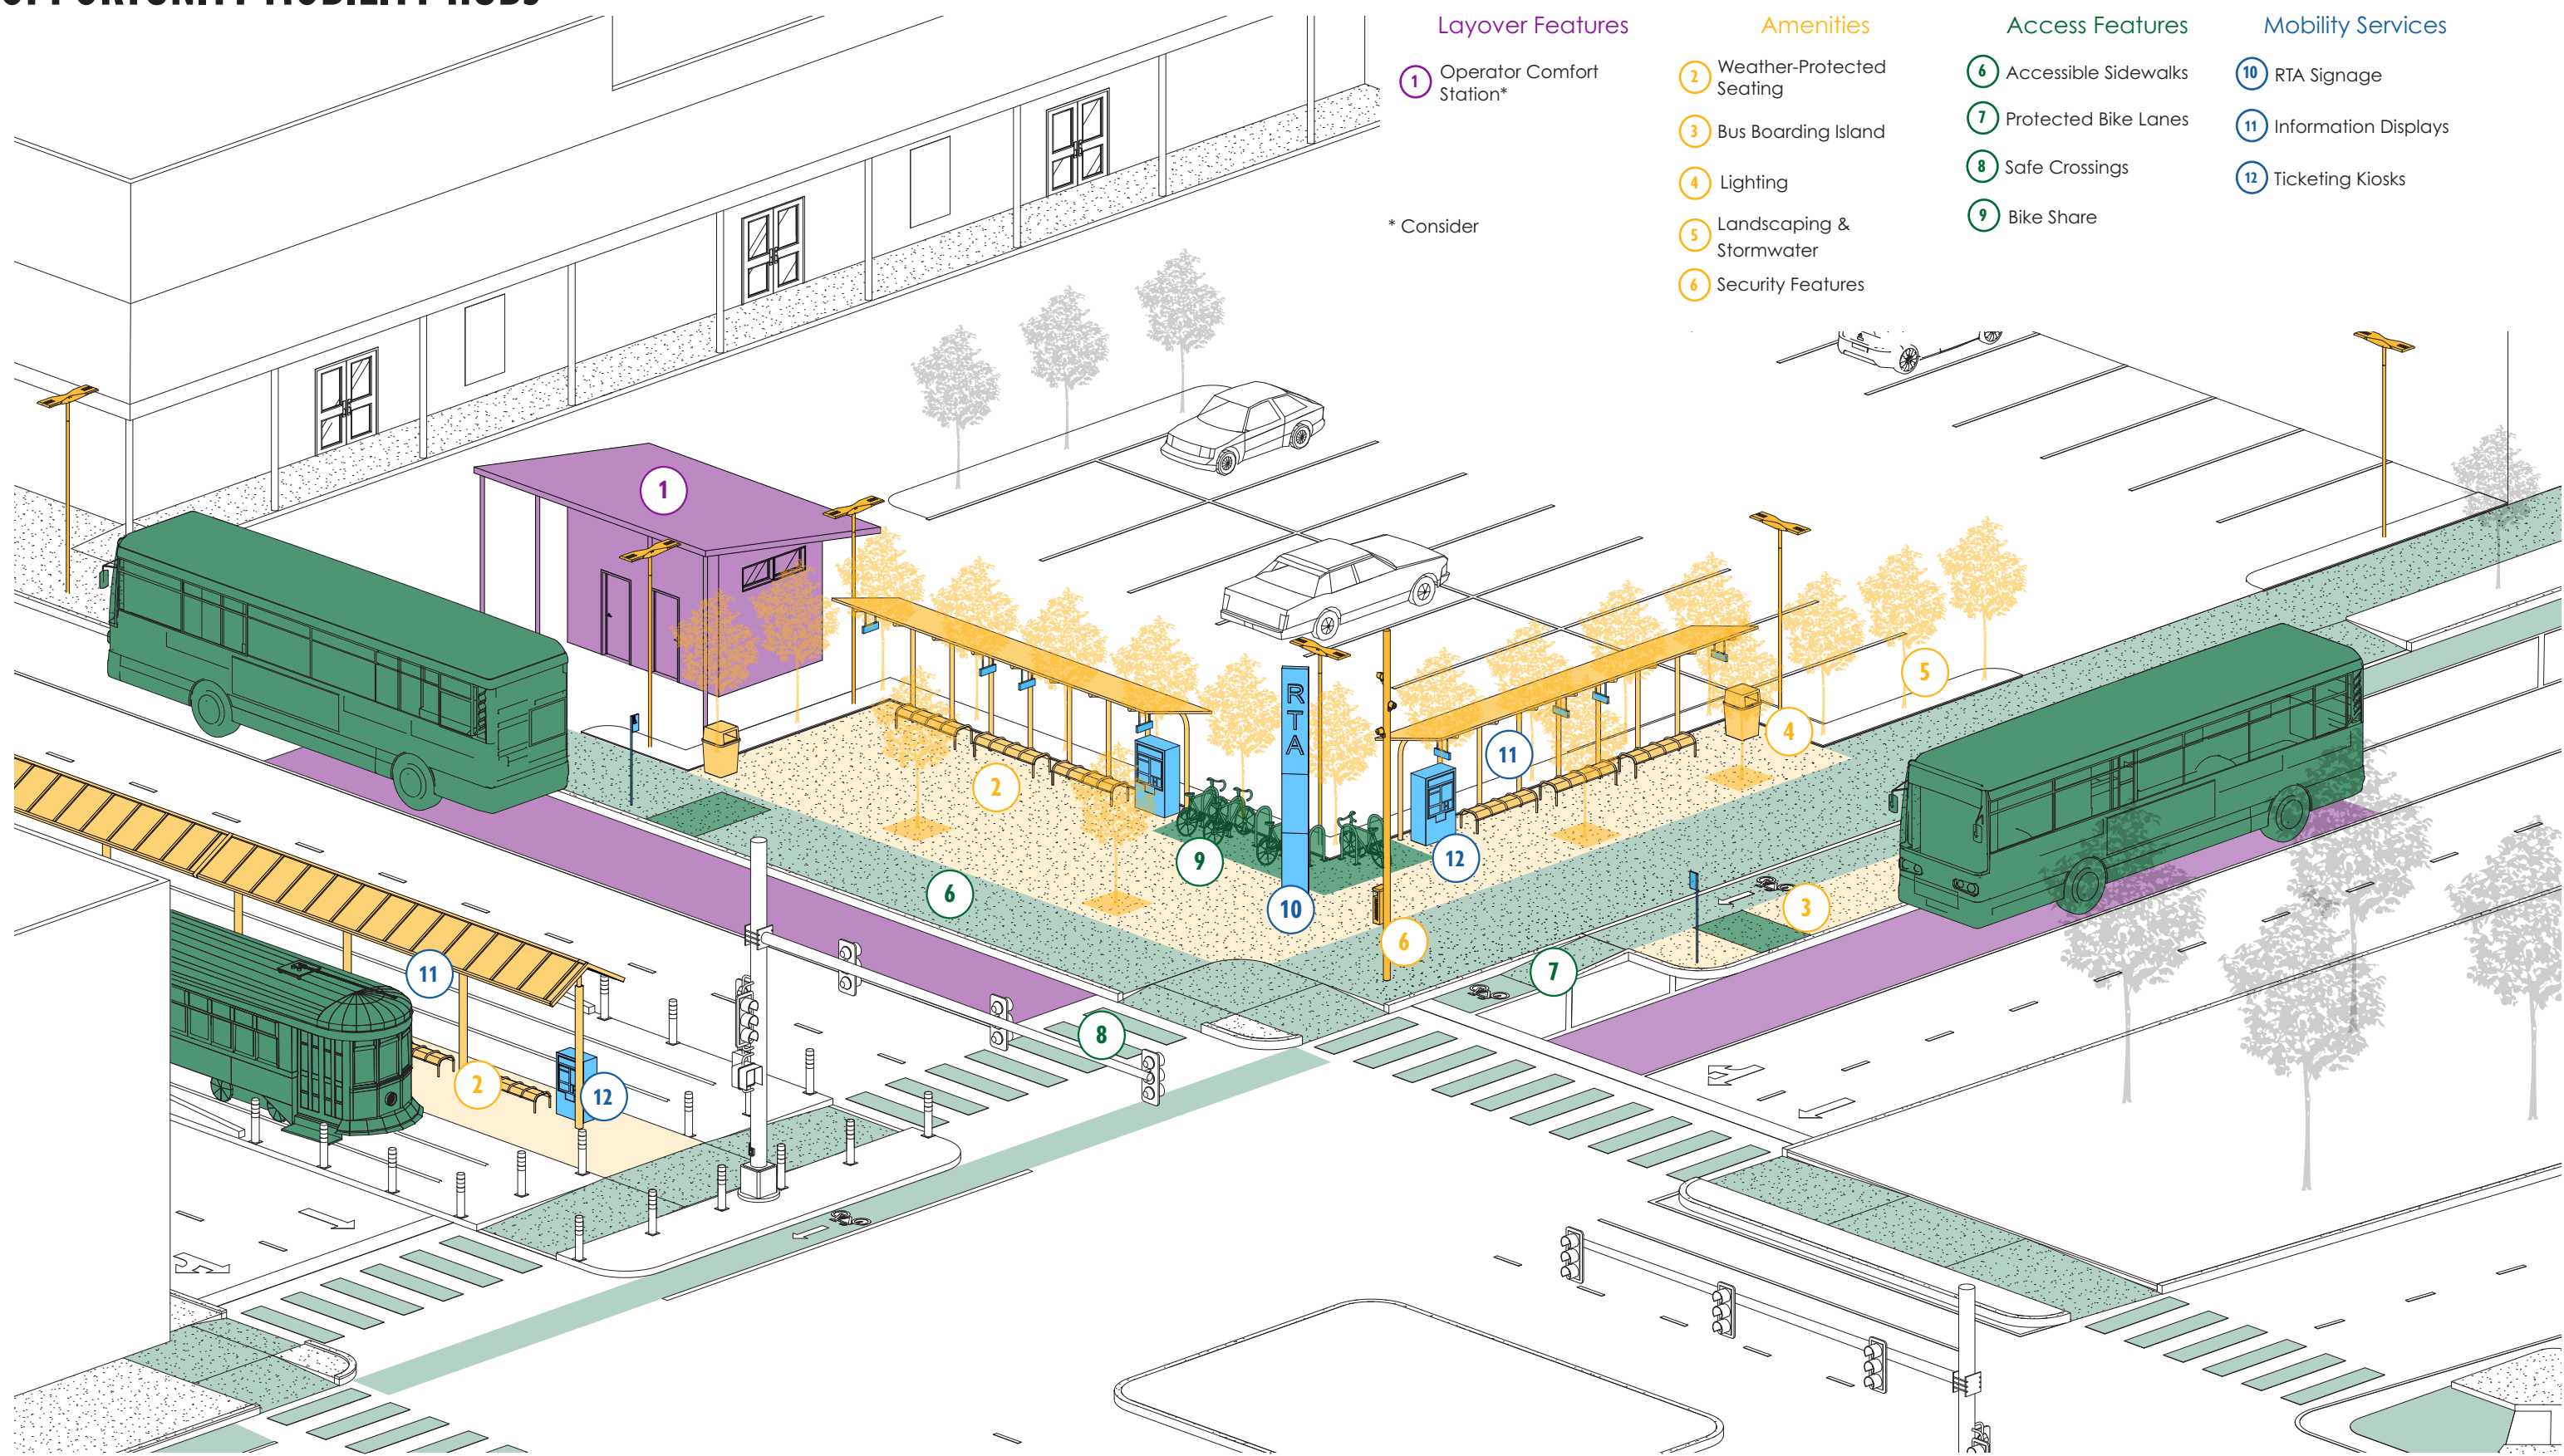 OPPORTUNITY MOBILITY HUBS
Layover Features
1 Operator Comfort
Station*
* Consider
Amenities
2 Weather-Protected
Seating
3 Bus Boarding Island
4 Lighting
5 Landscaping &
Stormwater
6 Security Features
Access Features
6 Accessible Sidewalks
7 Protected Bike Lanes
8 Safe Crossings
9 Bike Share
Mobility Services
10 RTA Signage
11 Information Displays
12 Ticketing Kiosks
1
5
R
T
A
4
11
2
12
9
6
10
3
6
7
11
8
2
12